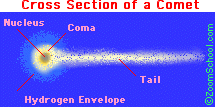 Cross Section of a Comet
Nucleus
Coma
Tail
Hydrogen Envelope
©ZoomSchool.com